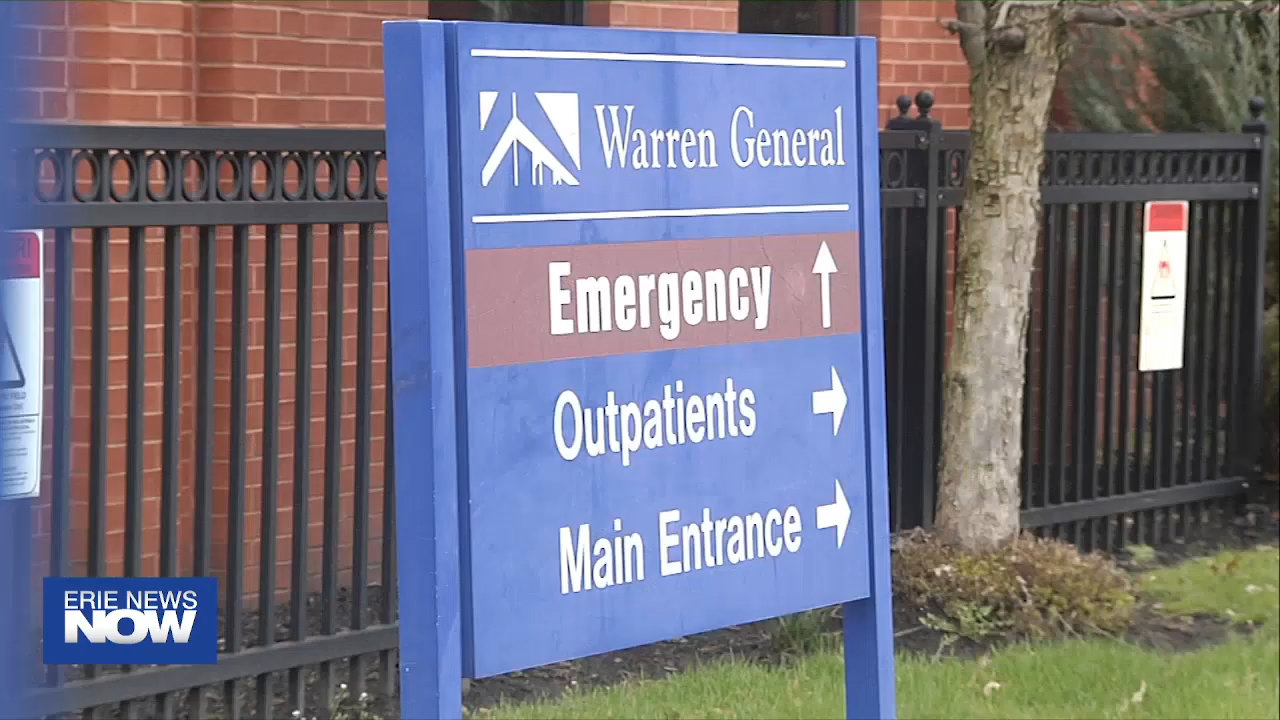 Warren General
Emergency
Outpatients
Main Entrance
ERIE NEWS
NOW